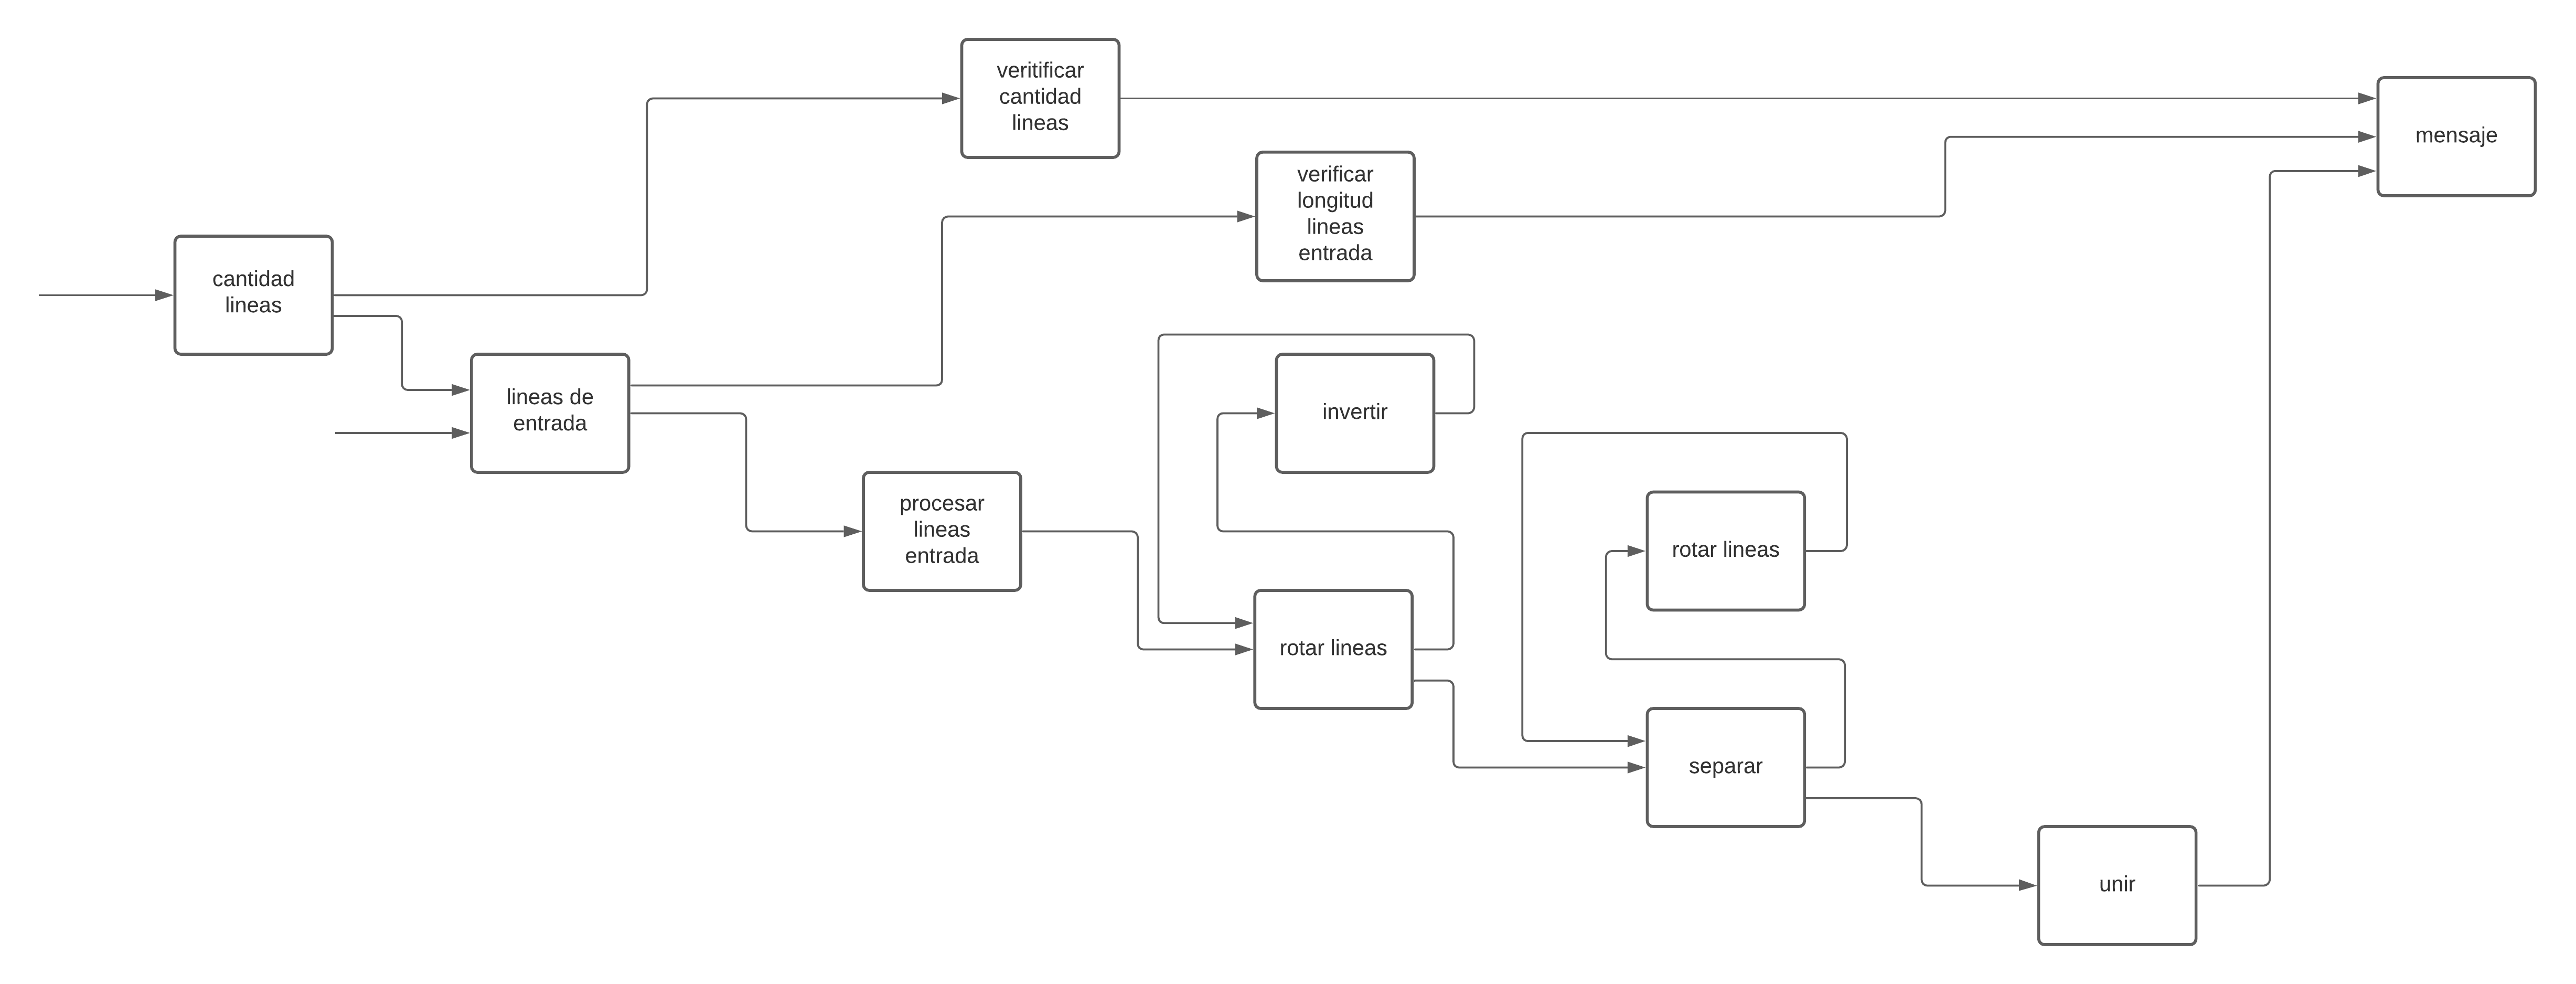 veritificar
cantidad
lineas
mensaje
verificar
longitud
lineas
entrada
cantidad
lineas
lineas de
entrada
invertir
procesar
lineas
entrada
rotar lineas
rotar lineas
separar
unir